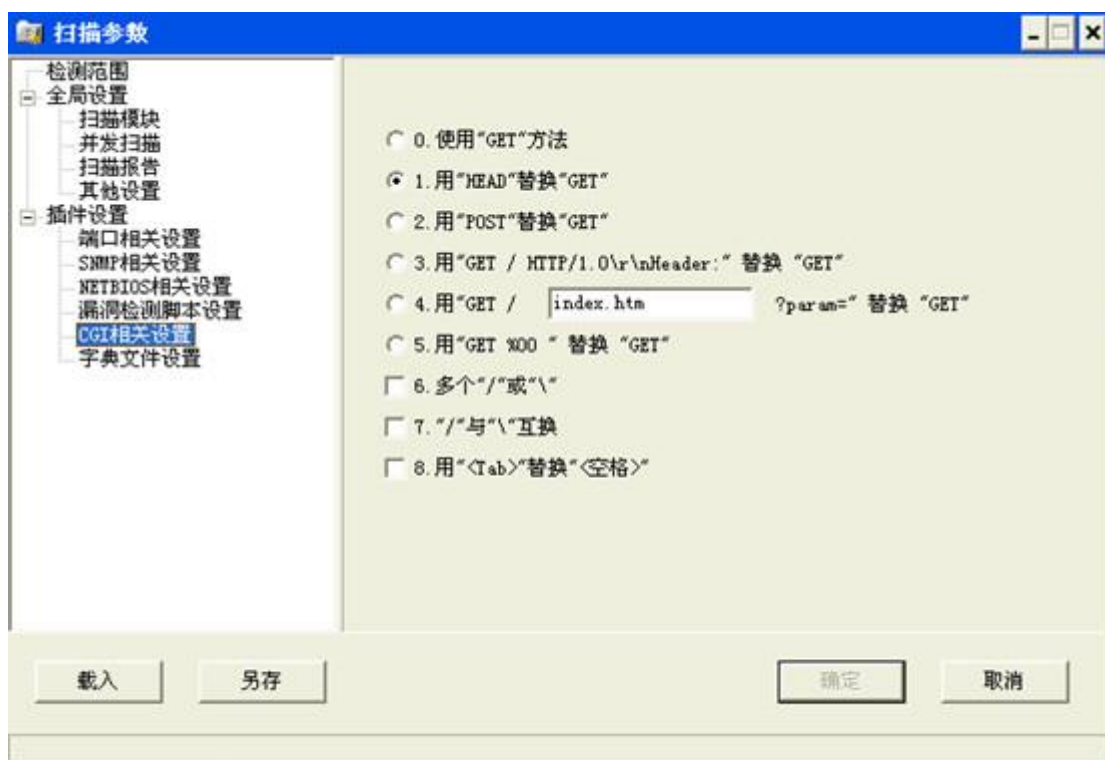 扫描参数
检测范围
全局设置
扫描模块
并发扫描
扫描报告
其他设置
插件设置
端口相关设置
SNMP相关设置
NETBIOS相关设置
漏洞检测脚本设置
CGI相关设置
字典文件设置
0.使用"GET"方法
1.用"HEAD"替换"GET"
2.用"POST"替换"GET"
3.用"GET / HTTP/1.0\r\nHeader:" 替换 "GET"
4.用"GET / index.htm ?param=" 替换 "GET"
5.用"GET %00 " 替换 "GET"
6.多个"/"或"\"
7."/"与"\"互换
8.用"<Tab>"替换"<空格>"
载入 另存 确定 取消